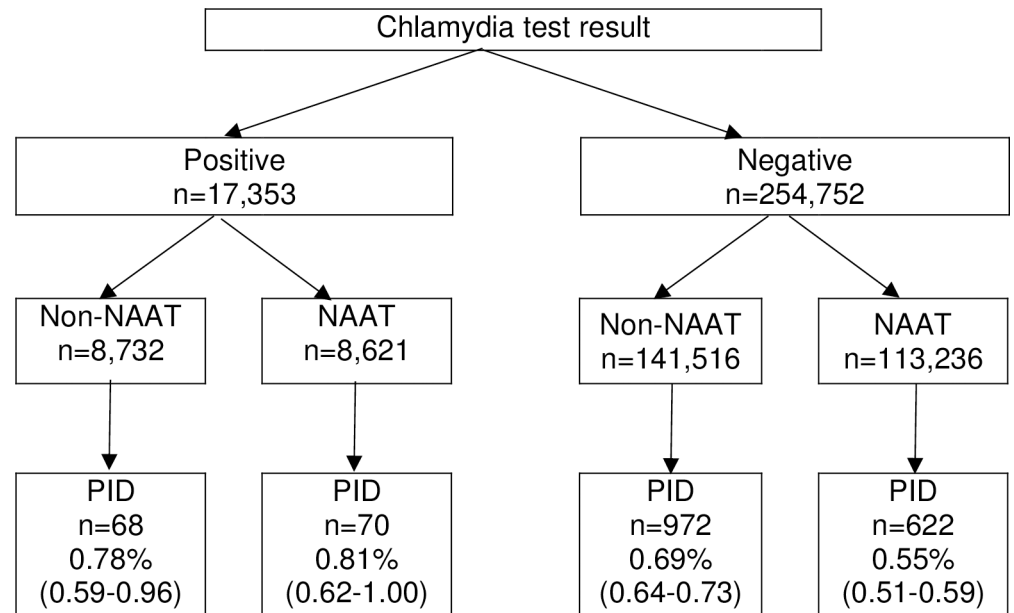 Chlamydia test result
Positive
n=17,353
Negative
n=254,752
Non-NAAT
n=8,732
NAAT
n=8,621
Non-NAAT
n=141,516
NAAT
n=113,236
PID
n=68
0.78%
(0.59-0.96)
PID
n=70
0.81%
(0.62-1.00)
PID
n=972
0.69%
(0.64-0.73)
PID
n=622
0.55%
(0.51-0.59)